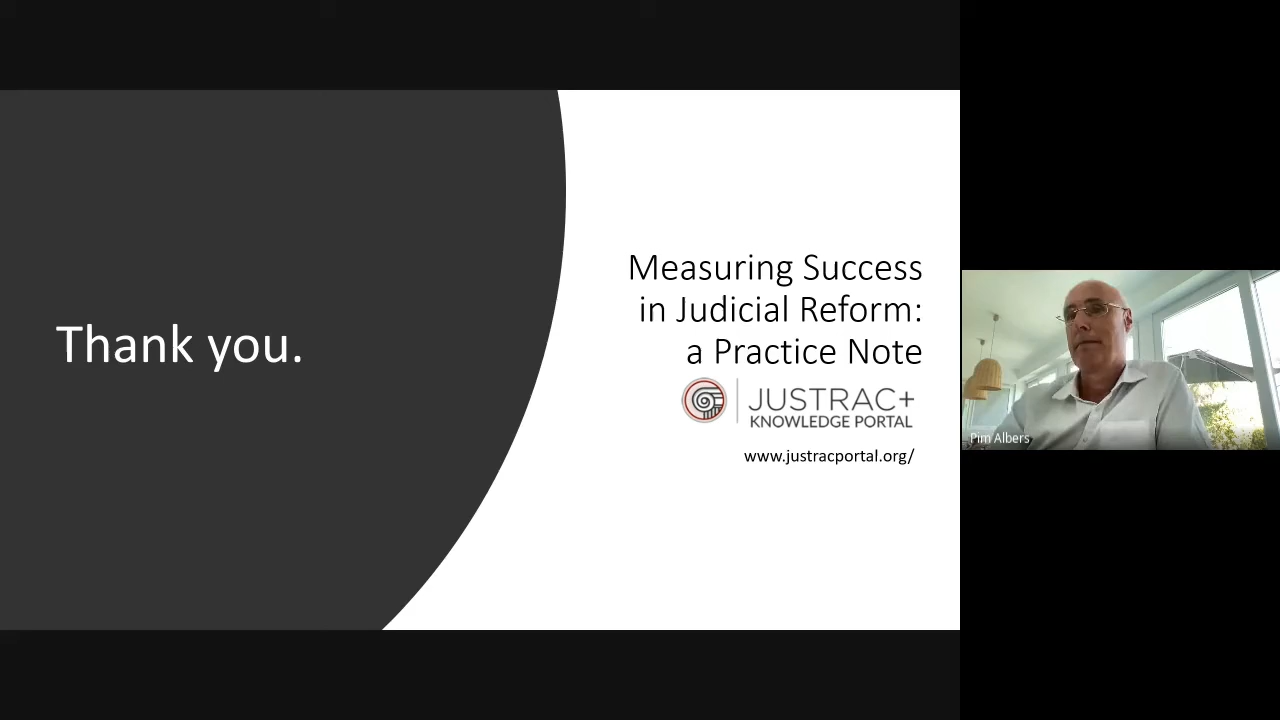 Thank you.
Measuring Success
in Judicial Reform:
a Practice Note
JUSTRAC+
KNOWLEDGE PORTAL
www.justracportal.org/
Pim Albers